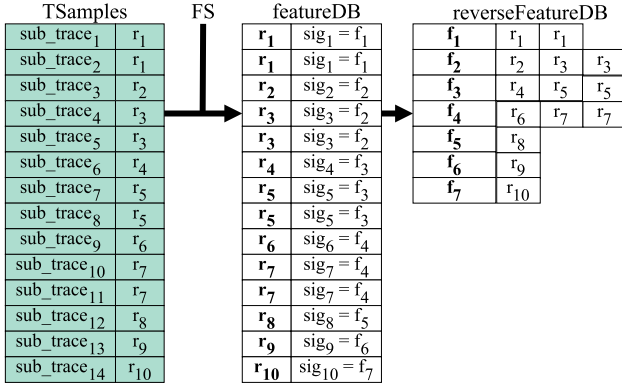 TSamples FS featureDB reverseFeatureDB
sub_trace₁ r₁ r₁ sig₁ = f₁ f₁ r₁ r₁
sub_trace₂ r₁ r₁ sig₁ = f₁ f₂ r₂ r₃ r₃
sub_trace₃ r₂ r₂ sig₂ = f₂ f₃ r₄ r₅ r₅
sub_trace₄ r₃ r₃ sig₃ = f₂ f₄ r₆ r₇ r₇
sub_trace₅ r₃ r₃ sig₃ = f₂ f₅ r₈
sub_trace₆ r₄ r₄ sig₄ = f₃ f₆ r₉
sub_trace₇ r₅ r₅ sig₅ = f₃ f₇ r₁₀
sub_trace₈ r₅ r₅ sig₅ = f₃
sub_trace₉ r₆ r₆ sig₆ = f₄
sub_trace₁₀ r₇ r₇ sig₇ = f₄
sub_trace₁₁ r₇ r₇ sig₇ = f₄
sub_trace₁₂ r₈ r₈ sig₈ = f₅
sub_trace₁₃ r₉ r₉ sig₉ = f₆
sub_trace₁₄ r₁₀ r₁₀ sig₁₀ = f₇